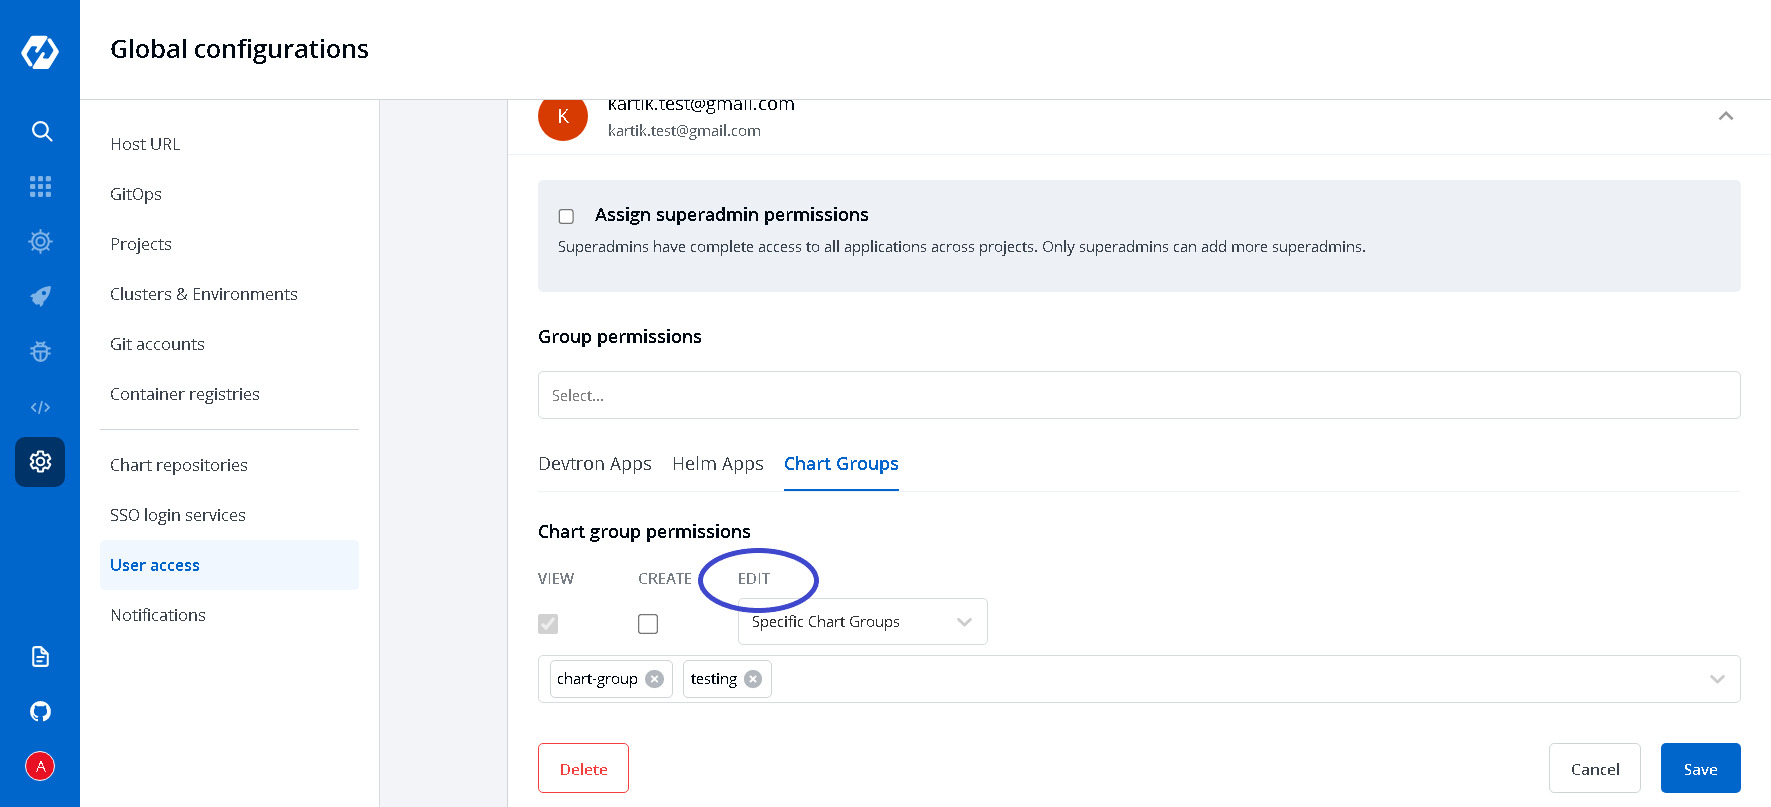 Global configurations
Host URL
GitOps
Projects
Clusters & Environments
Git accounts
Container registries
Chart repositories
SSO login services
User access
Notifications
A
K
kartik.test@gmail.com
kartik.test@gmail.com
Assign superadmin permissions
Superadmins have complete access to all applications across projects. Only superadmins can add more superadmins.
Group permissions
Select...
Devtron Apps Helm Apps Chart Groups
Chart group permissions
VIEW CREATE EDIT
Specific Chart Groups
chart-group testing
Delete Cancel Save